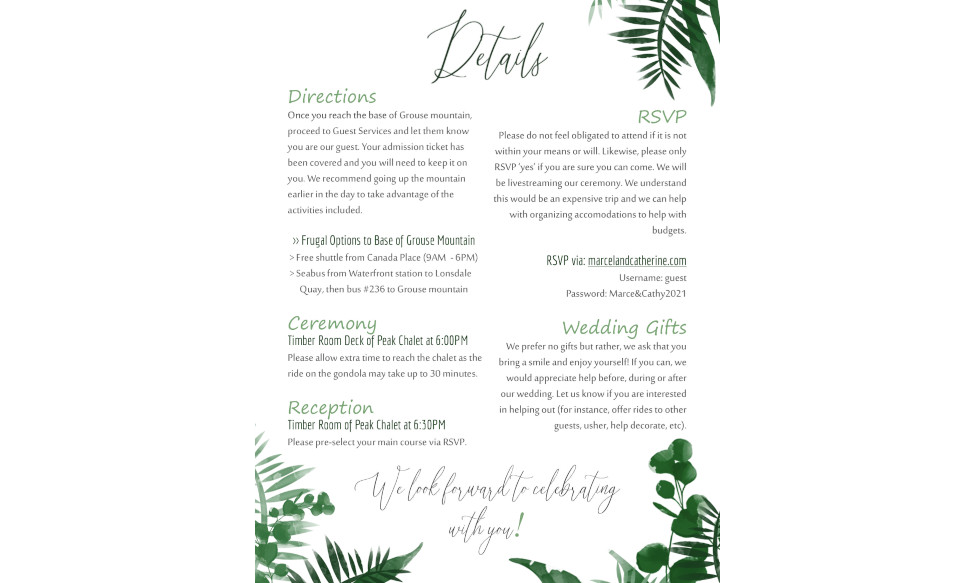 Details
Directions
Once you reach the base of Grouse mountain,
proceed to Guest Services and let them know
you are our guest. Your admission ticket has
been covered and you will need to keep it on
you. We recommend going up the mountain
earlier in the day to take advantage of the
activities included.
» Frugal Options to Base of Grouse Mountain
> Free shuttle from Canada Place (9AM - 6PM)
> Seabus from Waterfront station to Lonsdale
Quay, then bus #236 to Grouse mountain
Ceremony
Timber Room Deck of Peak Chalet at 6:00PM
Please allow extra time to reach the chalet as the
ride on the gondola may take up to 30 minutes.
Reception
Timber Room of Peak Chalet at 6:30PM
Please pre-select your main course via RSVP.
RSVP
Please do not feel obligated to attend if it is not
within your means or will. Likewise, please only
RSVP 'yes' if you are sure you can come. We will
be livestreaming our ceremony. We understand
this would be an expensive trip and we can help
with organizing accomodations to help with
budgets.
RSVP via: marcelandcatherine.com
Username: guest
Password: Marce&Cathy2021
Wedding Gifts
We prefer no gifts but rather, we ask that you
bring a smile and enjoy yourself! If you can, we
would appreciate help before, during or after
our wedding. Let us know if you are interested
in helping out (for instance, offer rides to other
guests, usher, help decorate, etc).
We look forward to celebrating
with you!